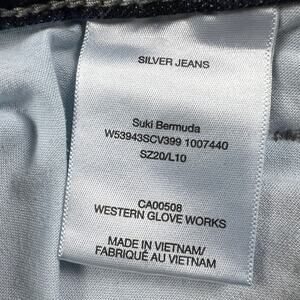 SILVER JEANS
Suki Bermuda
W53943SCV399 1007440
SZ20/L10
CA00508
WESTERN GLOVE WORKS
MADE IN VIETNAM/
FABRIQUÉ AU VIETNAM